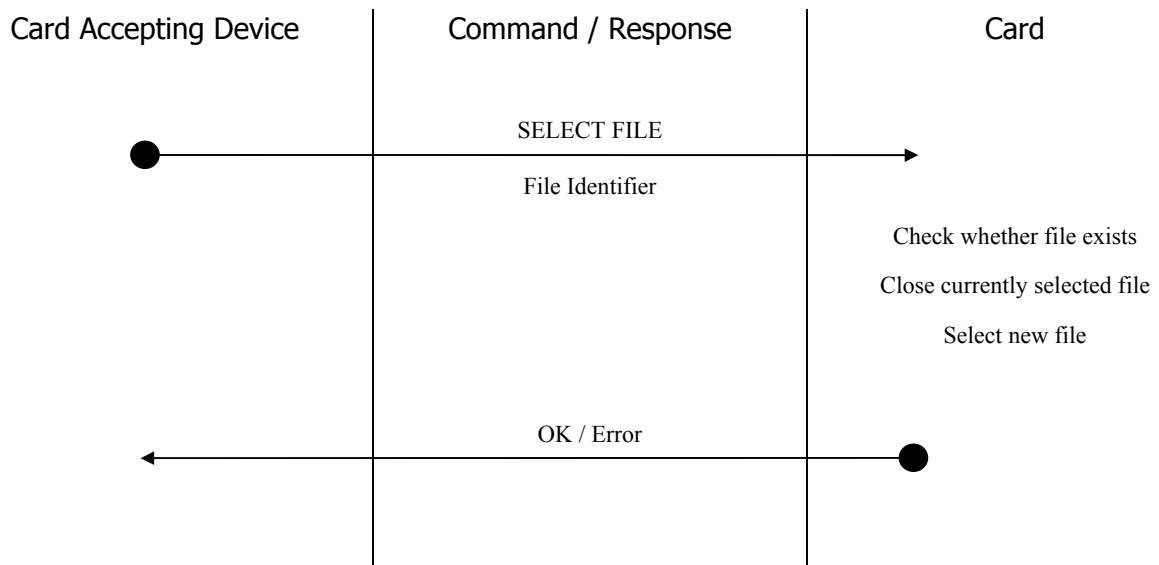 Card Accepting Device
Command / Response
Card
SELECT FILE
File Identifier
Check whether file exists
Close currently selected file
Select new file
OK / Error